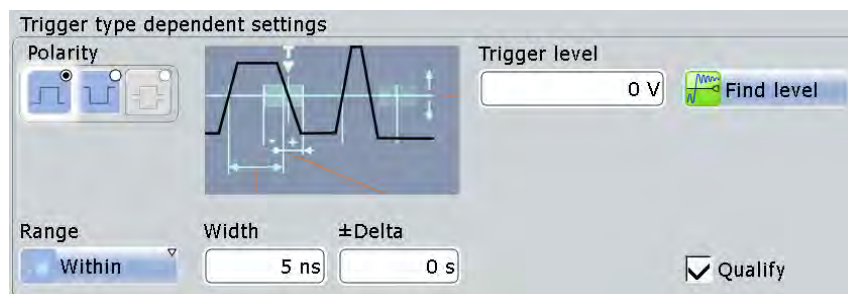 Trigger type dependent settings
Polarity
Trigger level
T
0 V
Find level
- +
Range
Width
±Delta
Within
5 ns
0 s
Qualify